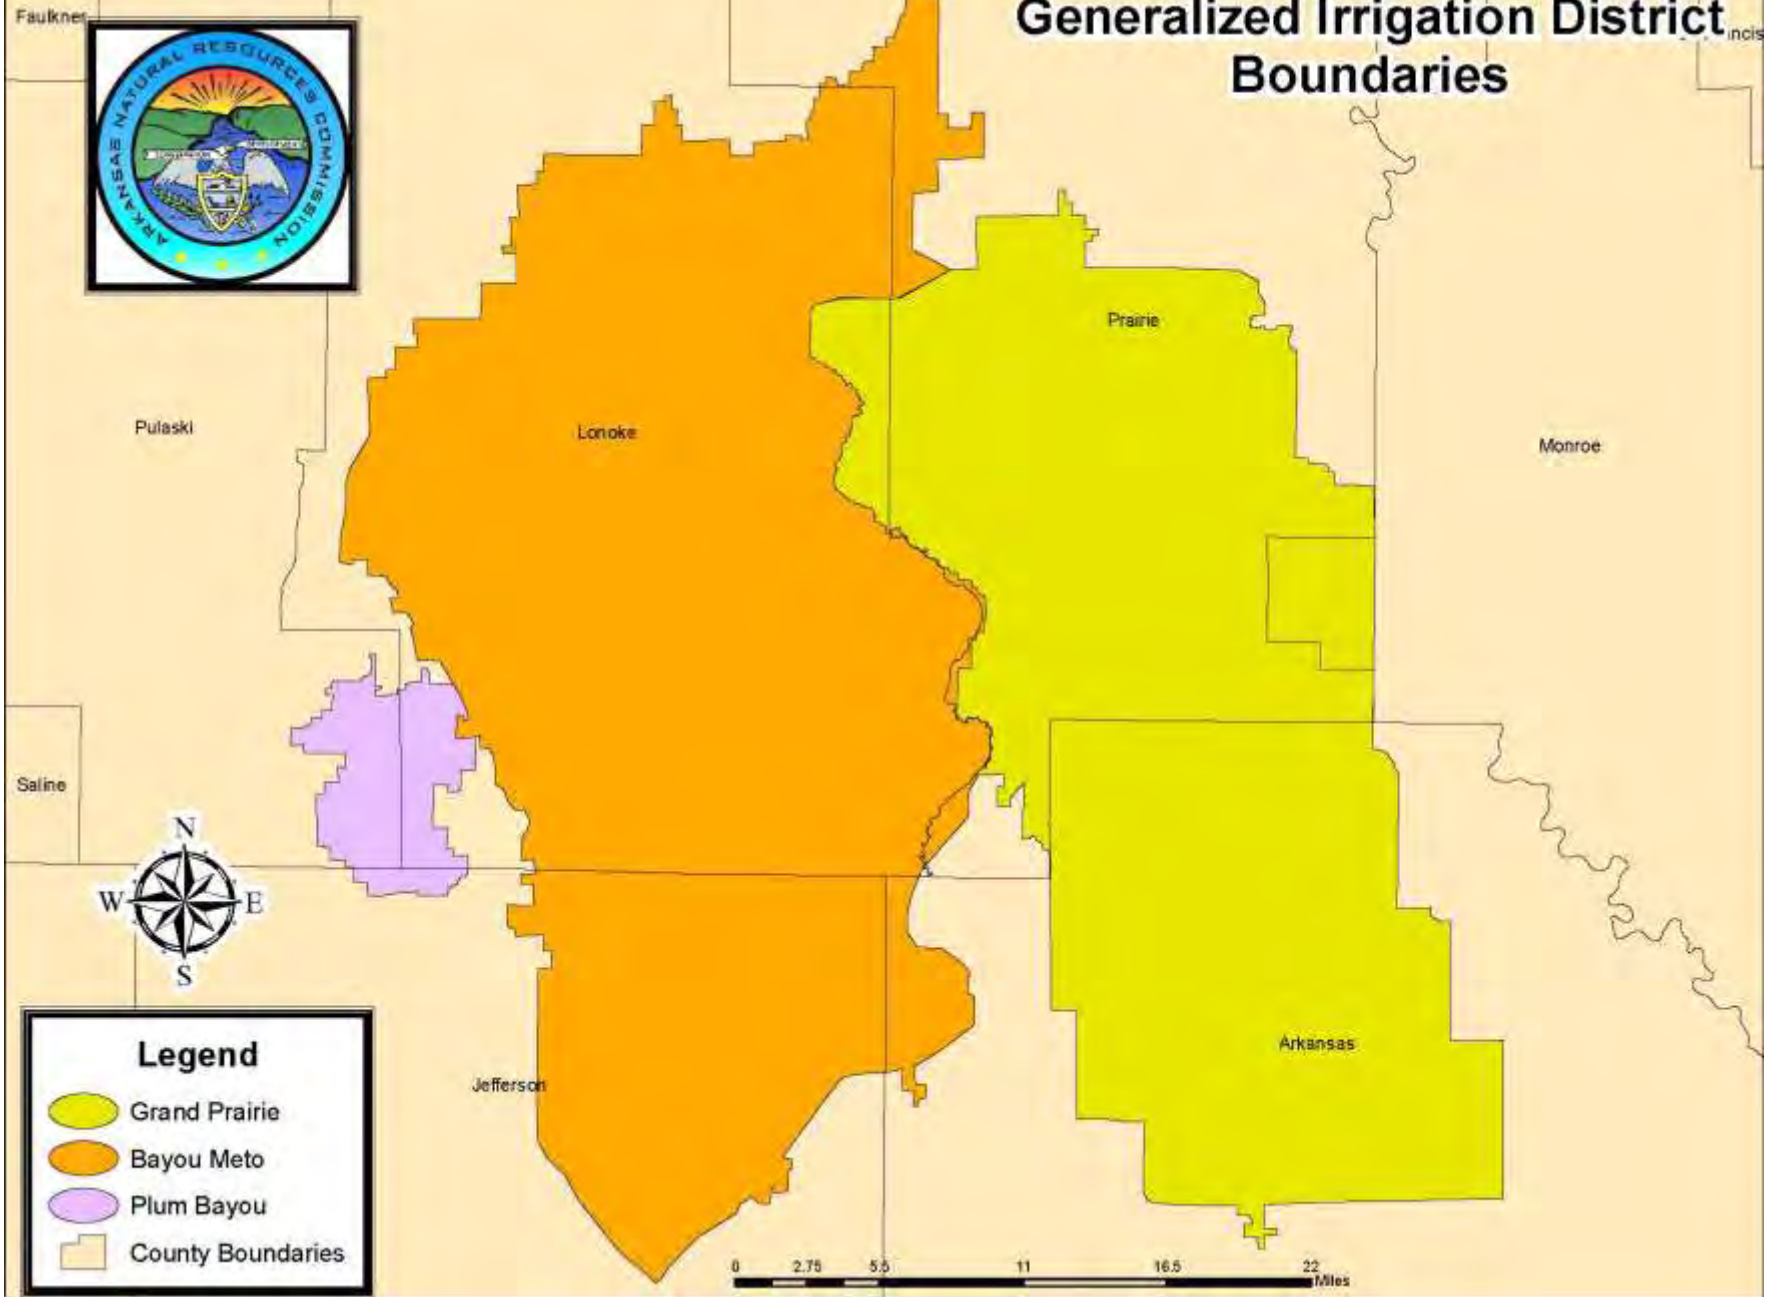 Faulkner
Generalized Irrigation District
Boundaries
ncis
ARKANSAS NATURAL RESOURCES COMMISSION
Prairie
Pulaski
Lonoke
Monroe
Saline
N
W E
S
Arkansas
Jefferson
Legend
Grand Prairie
Bayou Meto
Plum Bayou
County Boundaries
0 2.75 5.5 11 16.5 22
Miles